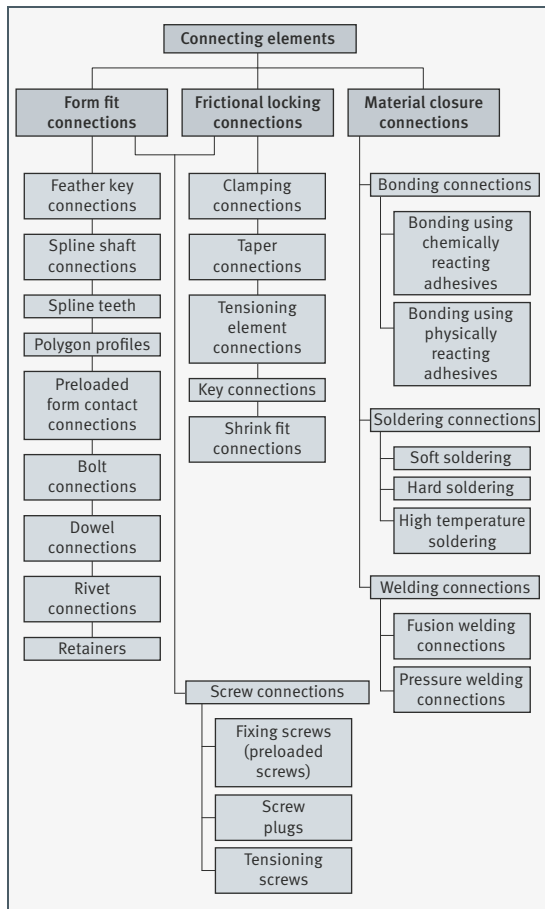 Connecting elements
Form fit
connections
Frictional locking
connections
Material closure
connections
Feather key
connections
Spline shaft
connections
Spline teeth
Polygon profiles
Preloaded
form contact
connections
Bolt
connections
Dowel
connections
Rivet
connections
Retainers
Clamping
connections
Taper
connections
Tensioning
element
connections
Key connections
Shrink fit
connections
Bonding connections
Bonding using
chemically
reacting
adhesives
Bonding using
physically
reacting
adhesives
Soldering connections
Soft soldering
Hard soldering
High temperature
soldering
Welding connections
Fusion welding
connections
Pressure welding
connections
Screw connections
Fixing screws
(preloaded
screws)
Screw
plugs
Tensioning
screws